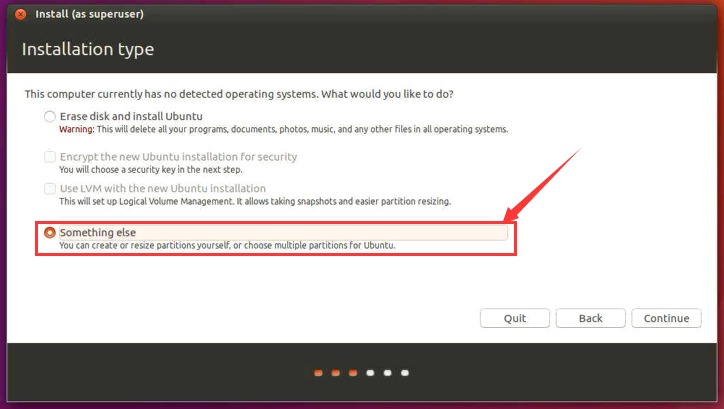 Install (as superuser)
Installation type
This computer currently has no detected operating systems. What would you like to do?
Erase disk and install Ubuntu
Warning: This will delete all your programs, documents, photos, music, and any other files in all operating systems.
Encrypt the new Ubuntu installation for security
You will choose a security key in the next step.
Use LVM with the new Ubuntu installation
This will set up Logical Volume Management. It allows taking snapshots and easier partition resizing.
Something else
You can create or resize partitions yourself, or choose multiple partitions for Ubuntu.
Quit Back Continue